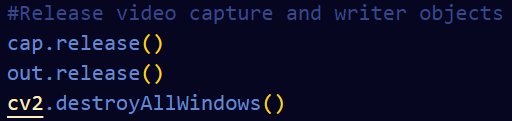 #Release video capture and writer objects
cap.release()
out.release()
cv2.destroyAllWindows()